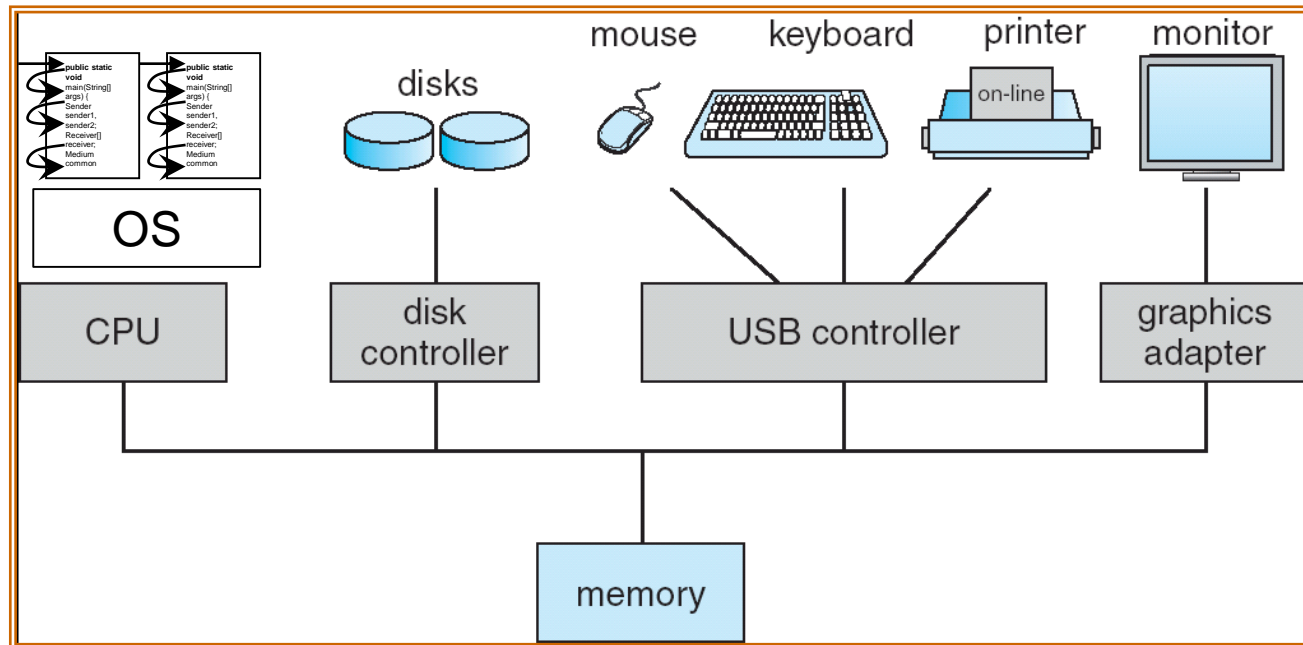 mouse
keyboard
printer
monitor
public static
void
main(String[]
args) {
Sender
sender1,
sender2;
Receiver[]
receiver;
Medium
common
public static
void
main(String[]
args) {
Sender
sender1,
sender2;
Receiver[]
receiver;
Medium
common
disks
on-line
OS
CPU
disk
controller
USB controller
graphics
adapter
memory